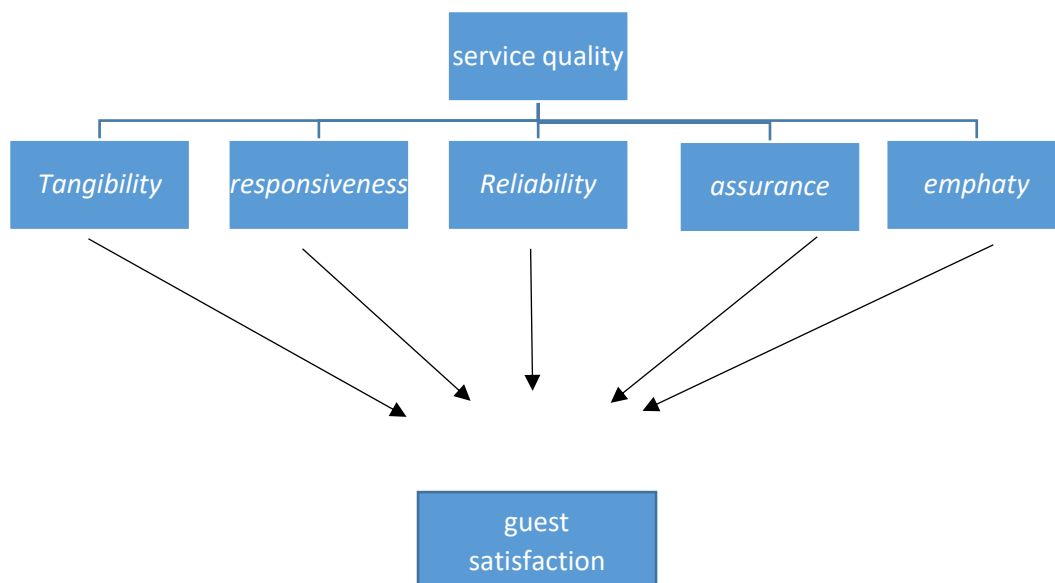 service quality
Tangibility
responsiveness
Reliability
assurance
emphaty
guest
satisfaction